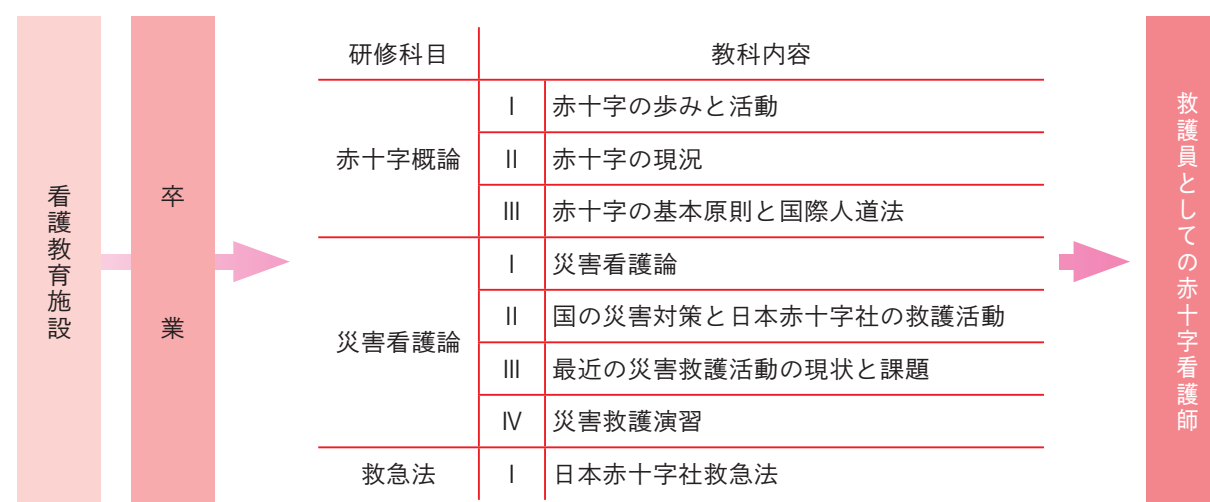 看護教育施設
卒業
研修科目 教科内容
赤十字概論
Ⅰ 赤十字の歩みと活動
Ⅱ 赤十字の現況
Ⅲ 赤十字の基本原則と国際人道法
災害看護論
Ⅰ 災害看護論
Ⅱ 国の災害対策と日本赤十字社の救護活動
Ⅲ 最近の災害救護活動の現状と課題
Ⅳ 災害救護演習
救急法
Ⅰ 日本赤十字社救急法
救護員としての赤十字看護師